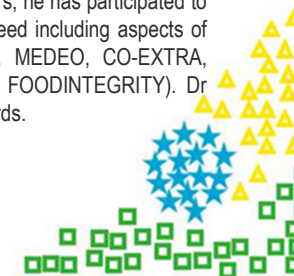 s, he has participated to
eed including aspects of
MEDEO, CO-EXTRA,
FOODINTEGRITY). Dr
rds.